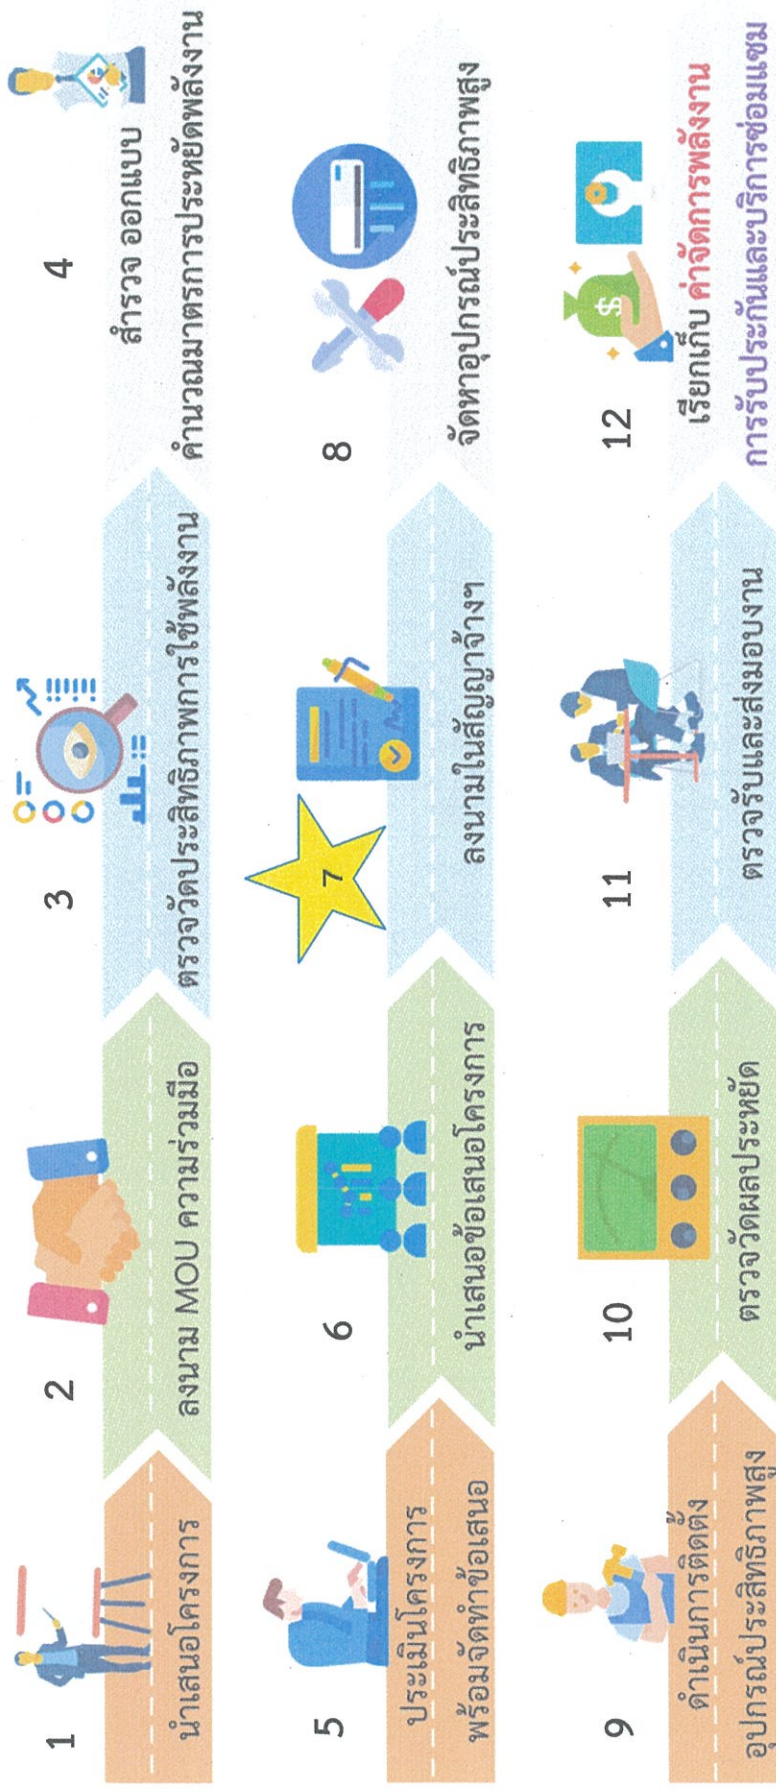 1
นำเสนอโครงการ
2
ลงนาม MOU ความร่วมมือ
3
ตรวจวัดประสิทธิภาพการใช้พลังงาน
4
สำรวจ ออกแบบ
คำนวณมาตรการประหยัดพลังงาน
5
ประเมินโครงการ
พร้อมจัดทำข้อเสนอ
6
นำเสนอข้อเสนอโครงการ
7
ลงนามในสัญญาจ้างฯ
8
จัดหาอุปกรณ์ประสิทธิภาพสูง
9
ดำเนินการติดตั้ง
อุปกรณ์ประสิทธิภาพสูง
10
ตรวจวัดผลประหยัด
11
ตรวจรับและส่งมอบงาน
12
เรียกเก็บ ค่าจัดการพลังงาน
การรับประกันและบริการซ่อมแซม